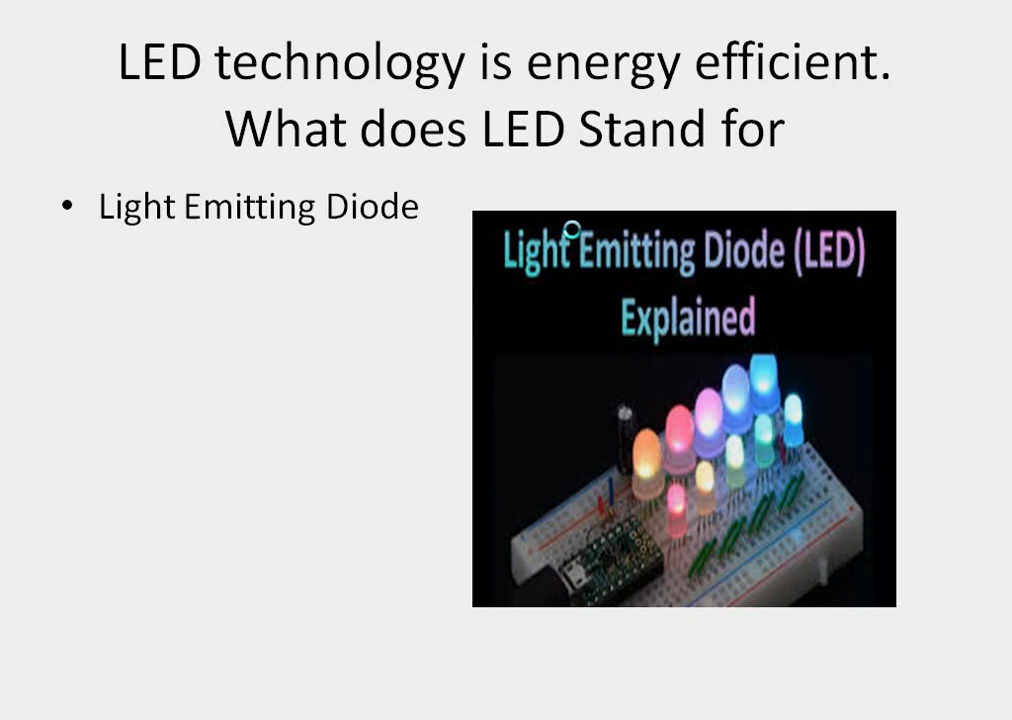 LED technology is energy efficient.
What does LED Stand for
• Light Emitting Diode
Light Emitting Diode (LED)
Explained